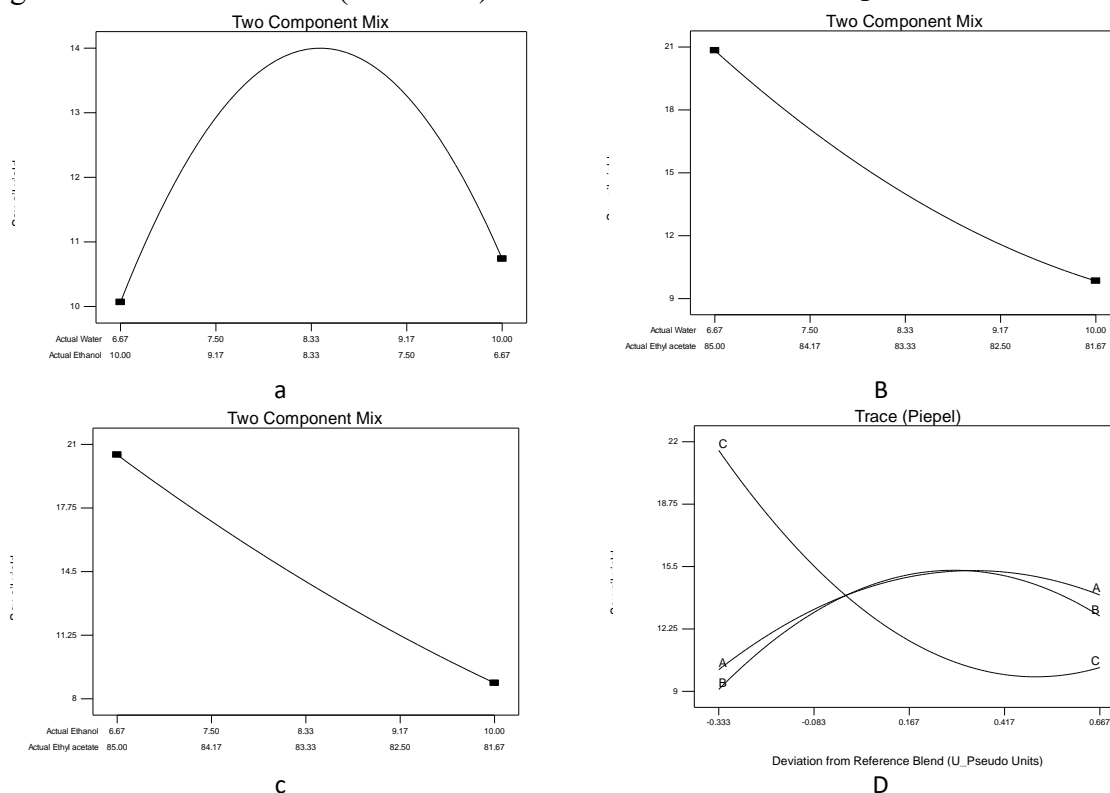 Two Component Mix
14
13
12
11
10
Actual Water 6.67 7.50 8.33 9.17 10.00
Actual Ethanol 10.00 9.17 8.33 7.50 6.67
a
Two Component Mix
21
18
15
12
9
Actual Water 6.67 7.50 8.33 9.17 10.00
Actual Ethyl acetate 85.00 84.17 83.33 82.50 81.67
B
Two Component Mix
21
17.75
14.5
11.25
8
Actual Ethanol 6.67 7.50 8.33 9.17 10.00
Actual Ethyl acetate 85.00 84.17 83.33 82.50 81.67
c
Trace (Piepel)
22
18.75
15.5
12.25
9
C
A
B
A
B
C
-0.333 -0.083 0.167 0.417 0.667
Deviation from Reference Blend (U_Pseudo Units)
D